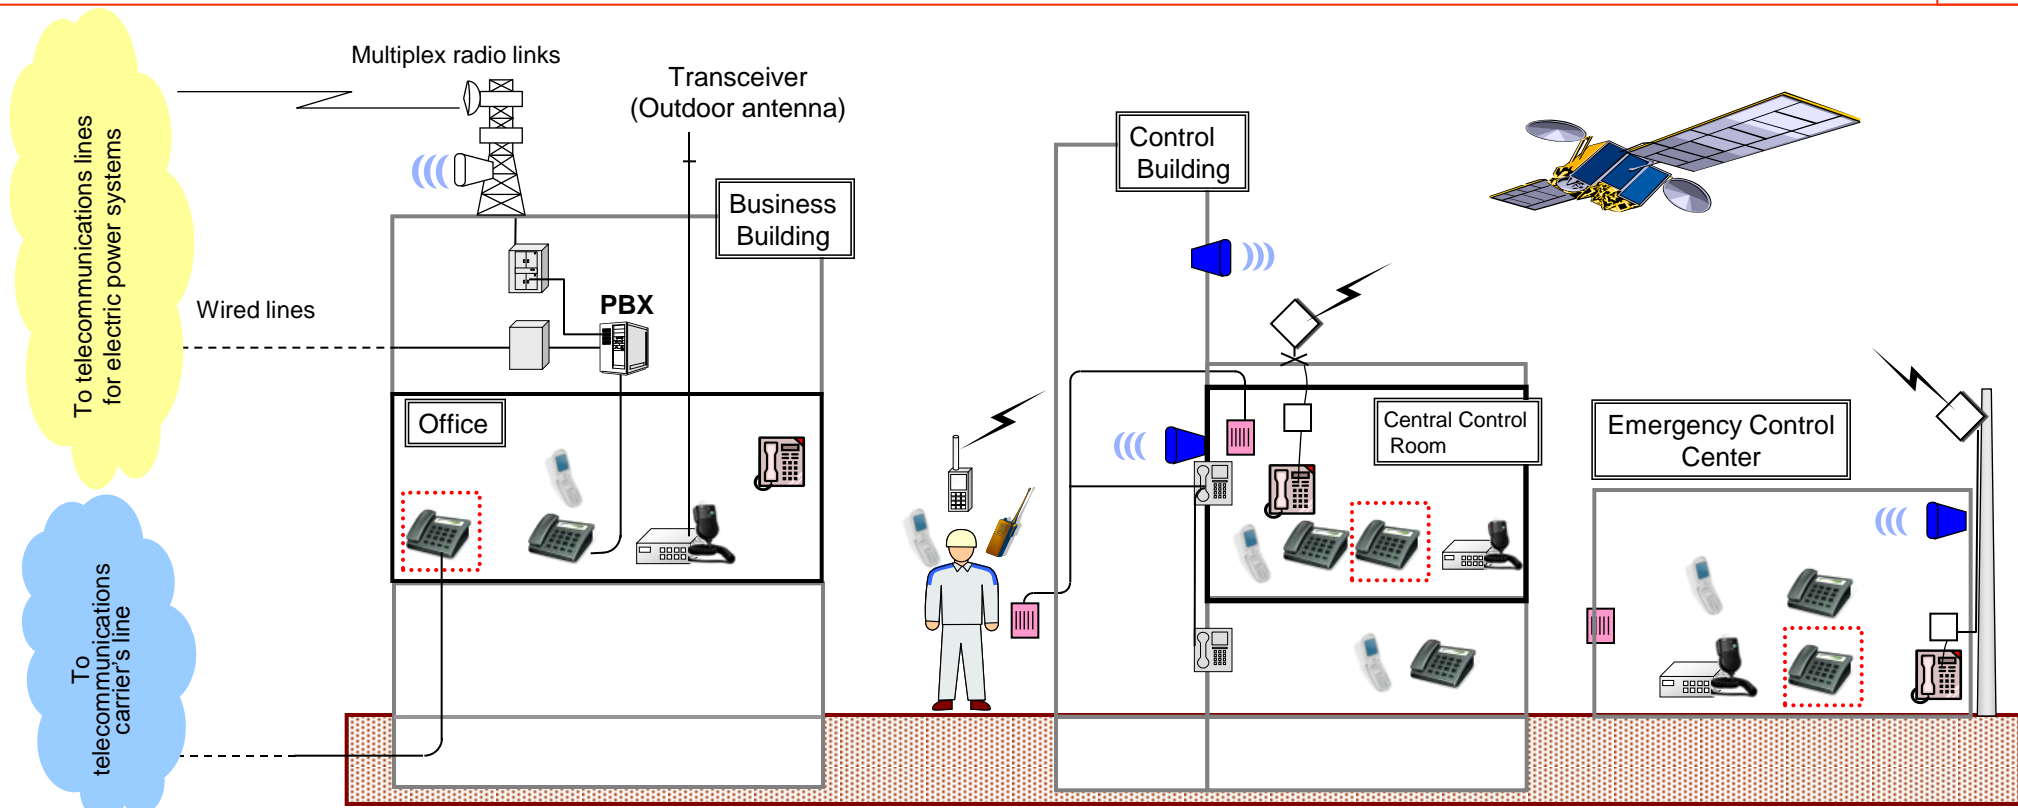 To telecommunications lines
for electric power systems
Multiplex radio links
Transceiver
(Outdoor antenna)
Business
Building
Control
Building
Wired lines
PBX
Office
Central Control
Room
Emergency Control
Center
To
telecommunications
carrier's line